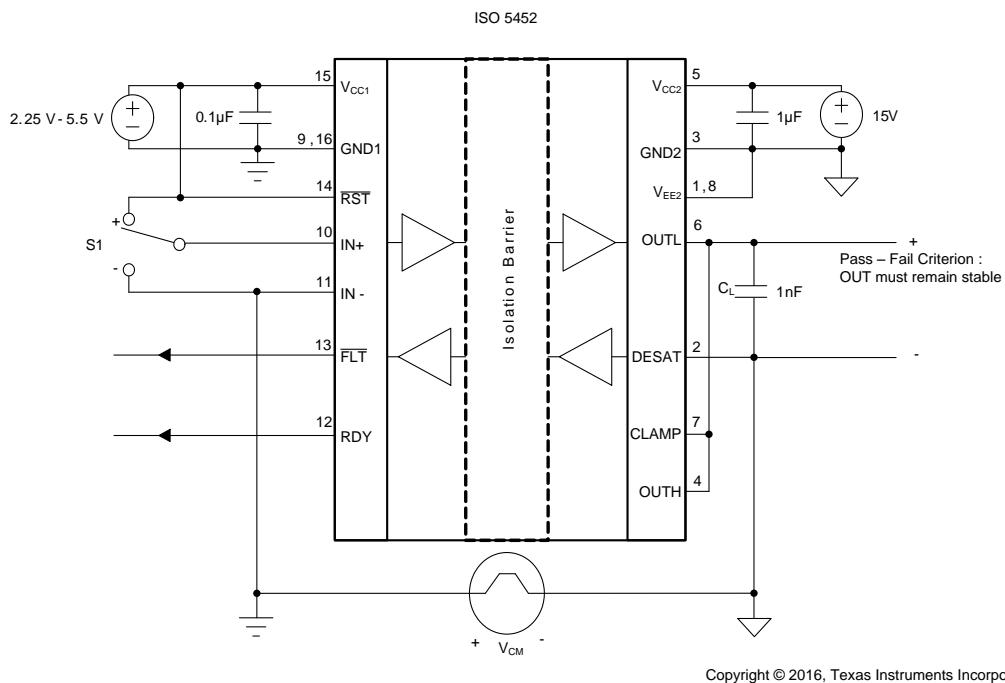 ISO 5452
15
VCC1
5
VCC2
2.25 V - 5.5 V
+
−
0.1µF
1µF
+
−
15V
9 , 16
GND1
3
GND2
14
RST
1, 8
VEE2
S1
+
-
10
IN+
6
OUTL
+
Pass – Fail Criterion :
OUT must remain stable
11
IN -
CL
1nF
Isolation Barrier
13
FLT
2
DESAT
-
12
RDY
7
CLAMP
4
OUTH
+
VCM
-
Copyright © 2016, Texas Instruments Incorpo